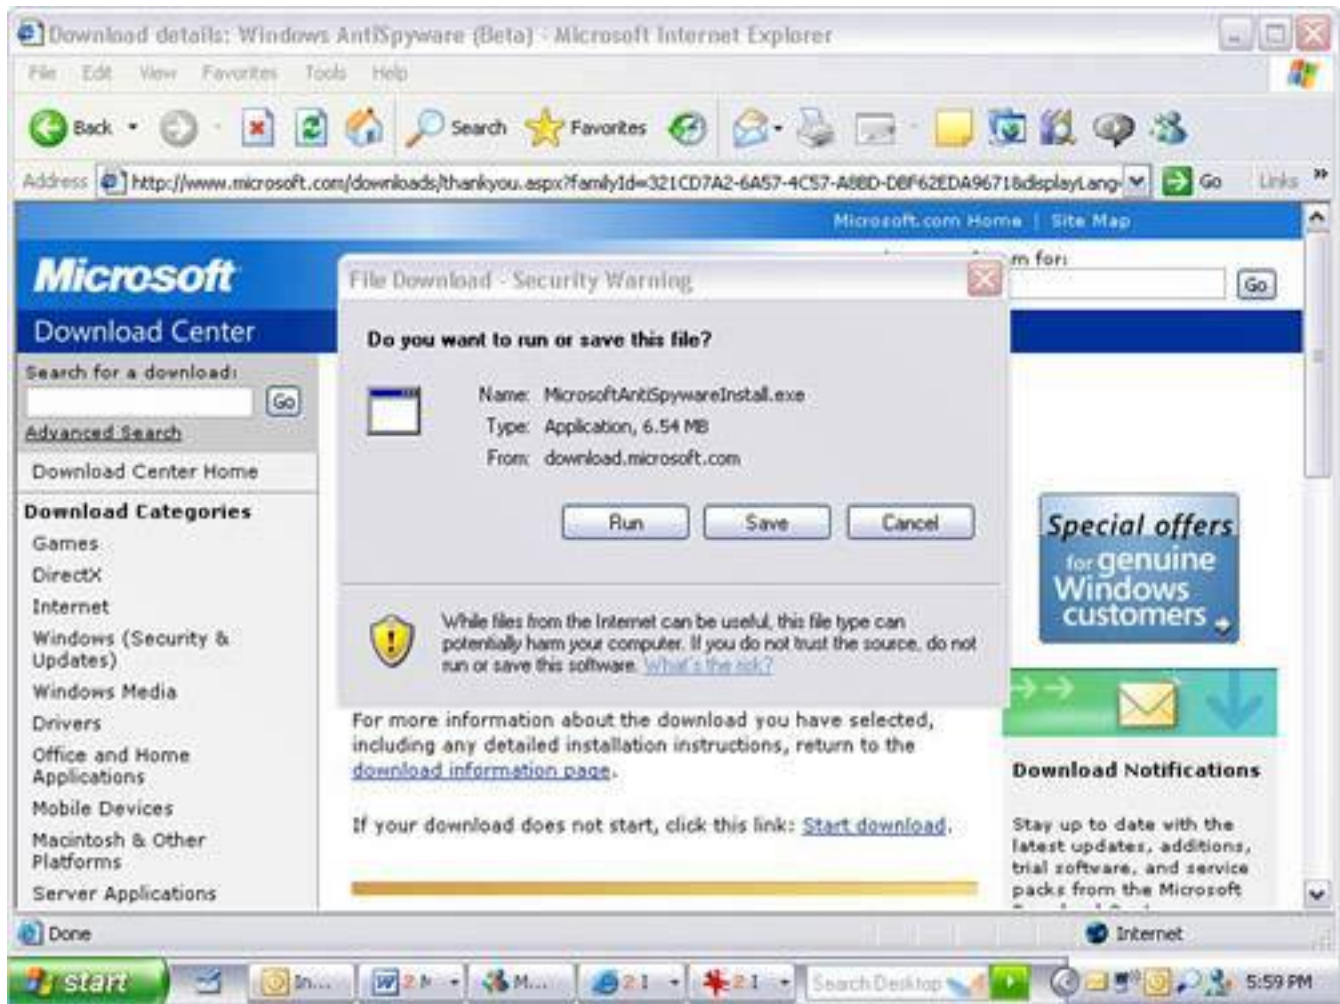 Download details: Windows AntiSpyware (Beta) - Microsoft Internet Explorer
File Edit View Favorites Tools Help
Back Search Favorites
Address http://www.microsoft.com/downloads/thankyou.aspx?familyId=321CD7A2-6A57-4C57-A8BD-DBF62EDA9671&displayLang Go Links »
Microsoft.com Home | Site Map
m for:
Go
Microsoft
Download Center
Search for a download:
Go
Advanced Search
Download Center Home
Download Categories
Games
DirectX
Internet
Windows (Security &
Updates)
Windows Media
Drivers
Office and Home
Applications
Mobile Devices
Macintosh & Other
Platforms
Server Applications
File Download - Security Warning
Do you want to run or save this file?
Name: MicrosoftAntiSpywareInstall.exe
Type: Application, 6.54 MB
From: download.microsoft.com
Run Save Cancel
While files from the Internet can be useful, this file type can
potentially harm your computer. If you do not trust the source, do not
run or save this software. What's the risk?
For more information about the download you have selected,
including any detailed installation instructions, return to the
download information page.
If your download does not start, click this link: Start download.
Special offers
for genuine
Windows
customers
Download Notifications
Stay up to date with the
latest updates, additions,
trial software, and service
packs from the Microsoft
Done Internet
start In... 2 M... 2 I 2 I Search Desktop 5:59 PM